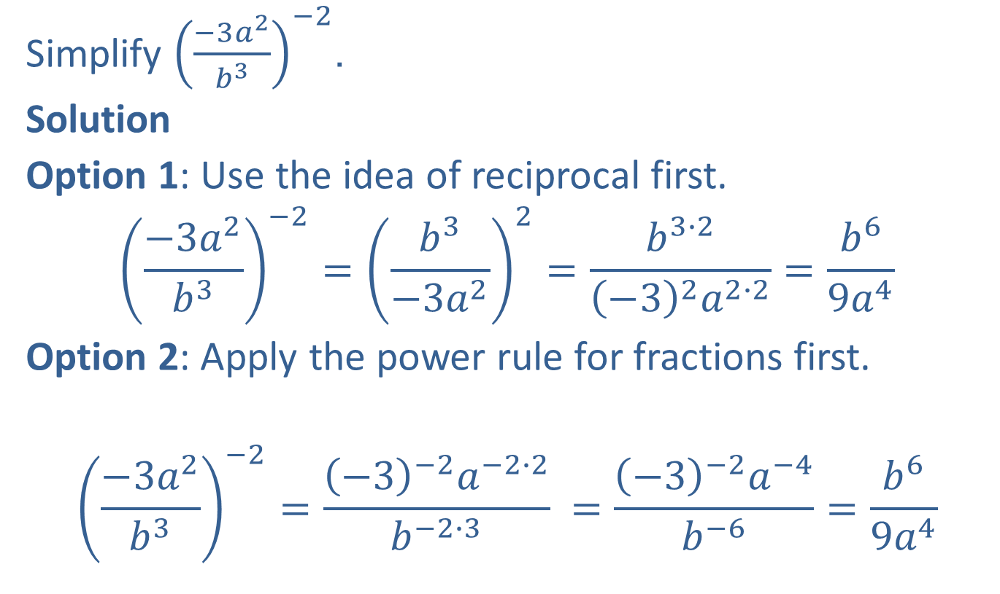 Simplify $\left(\frac{-3a^2}{b^3}\right)^{-2}$.
Solution
Option 1: Use the idea of reciprocal first.
$\left(\frac{-3a^2}{b^3}\right)^{-2} = \left(\frac{b^3}{-3a^2}\right)^2 = \frac{b^{3 \cdot 2}}{(-3)^2 a^{2 \cdot 2}} = \frac{b^6}{9a^4}$
Option 2: Apply the power rule for fractions first.
$\left(\frac{-3a^2}{b^3}\right)^{-2} = \frac{(-3)^{-2} a^{-2 \cdot 2}}{b^{-2 \cdot 3}} = \frac{(-3)^{-2} a^{-4}}{b^{-6}} = \frac{b^6}{9a^4}$